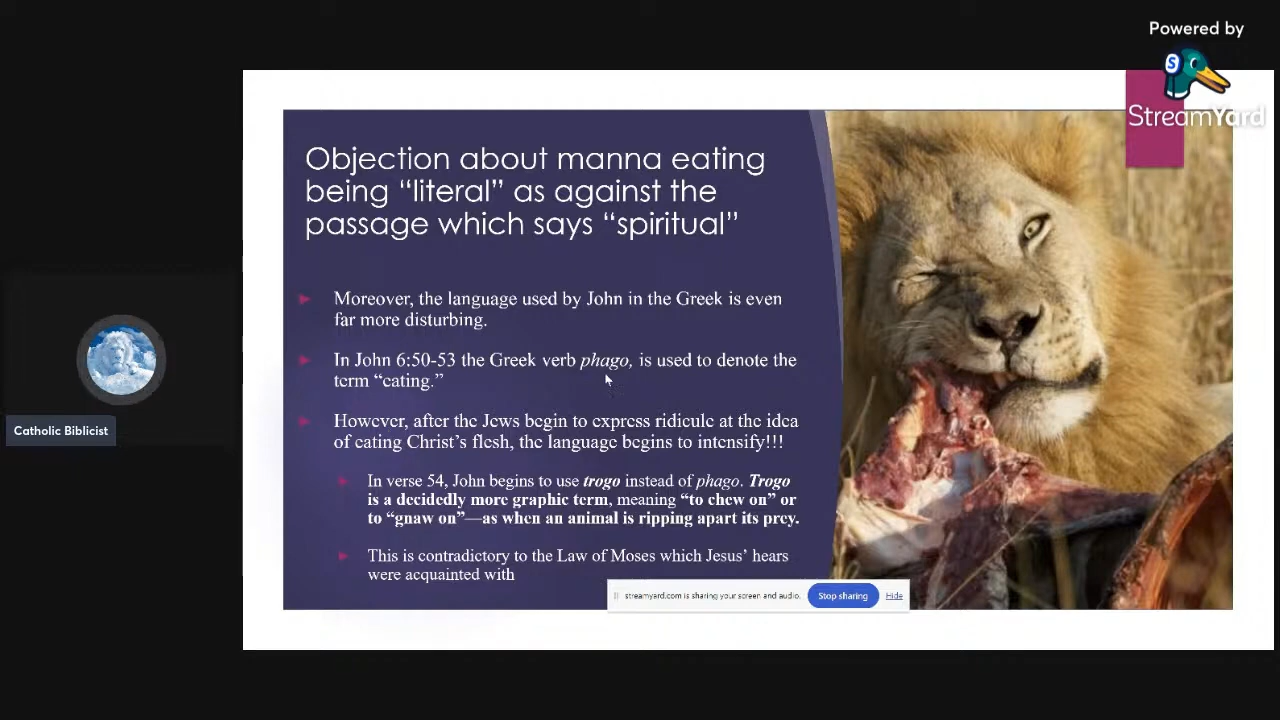 Powered by
StreamYard
Objection about manna eating
being “literal” as against the
passage which says “spiritual”
Moreover, the language used by John in the Greek is even
far more disturbing.
In John 6:50-53 the Greek verb phago, is used to denote the
term “eating.”
However, after the Jews begin to express ridicule at the idea
of eating Christ’s flesh, the language begins to intensify!!!
In verse 54, John begins to use trogo instead of phago. Trogo
is a decidedly more graphic term, meaning “to chew on” or
to “gnaw on”—as when an animal is ripping apart its prey.
This is contradictory to the Law of Moses which Jesus’ hears
were acquainted with
streamyard.com is sharing your screen and audio.
Stop sharing
Hide
Catholic Biblicist